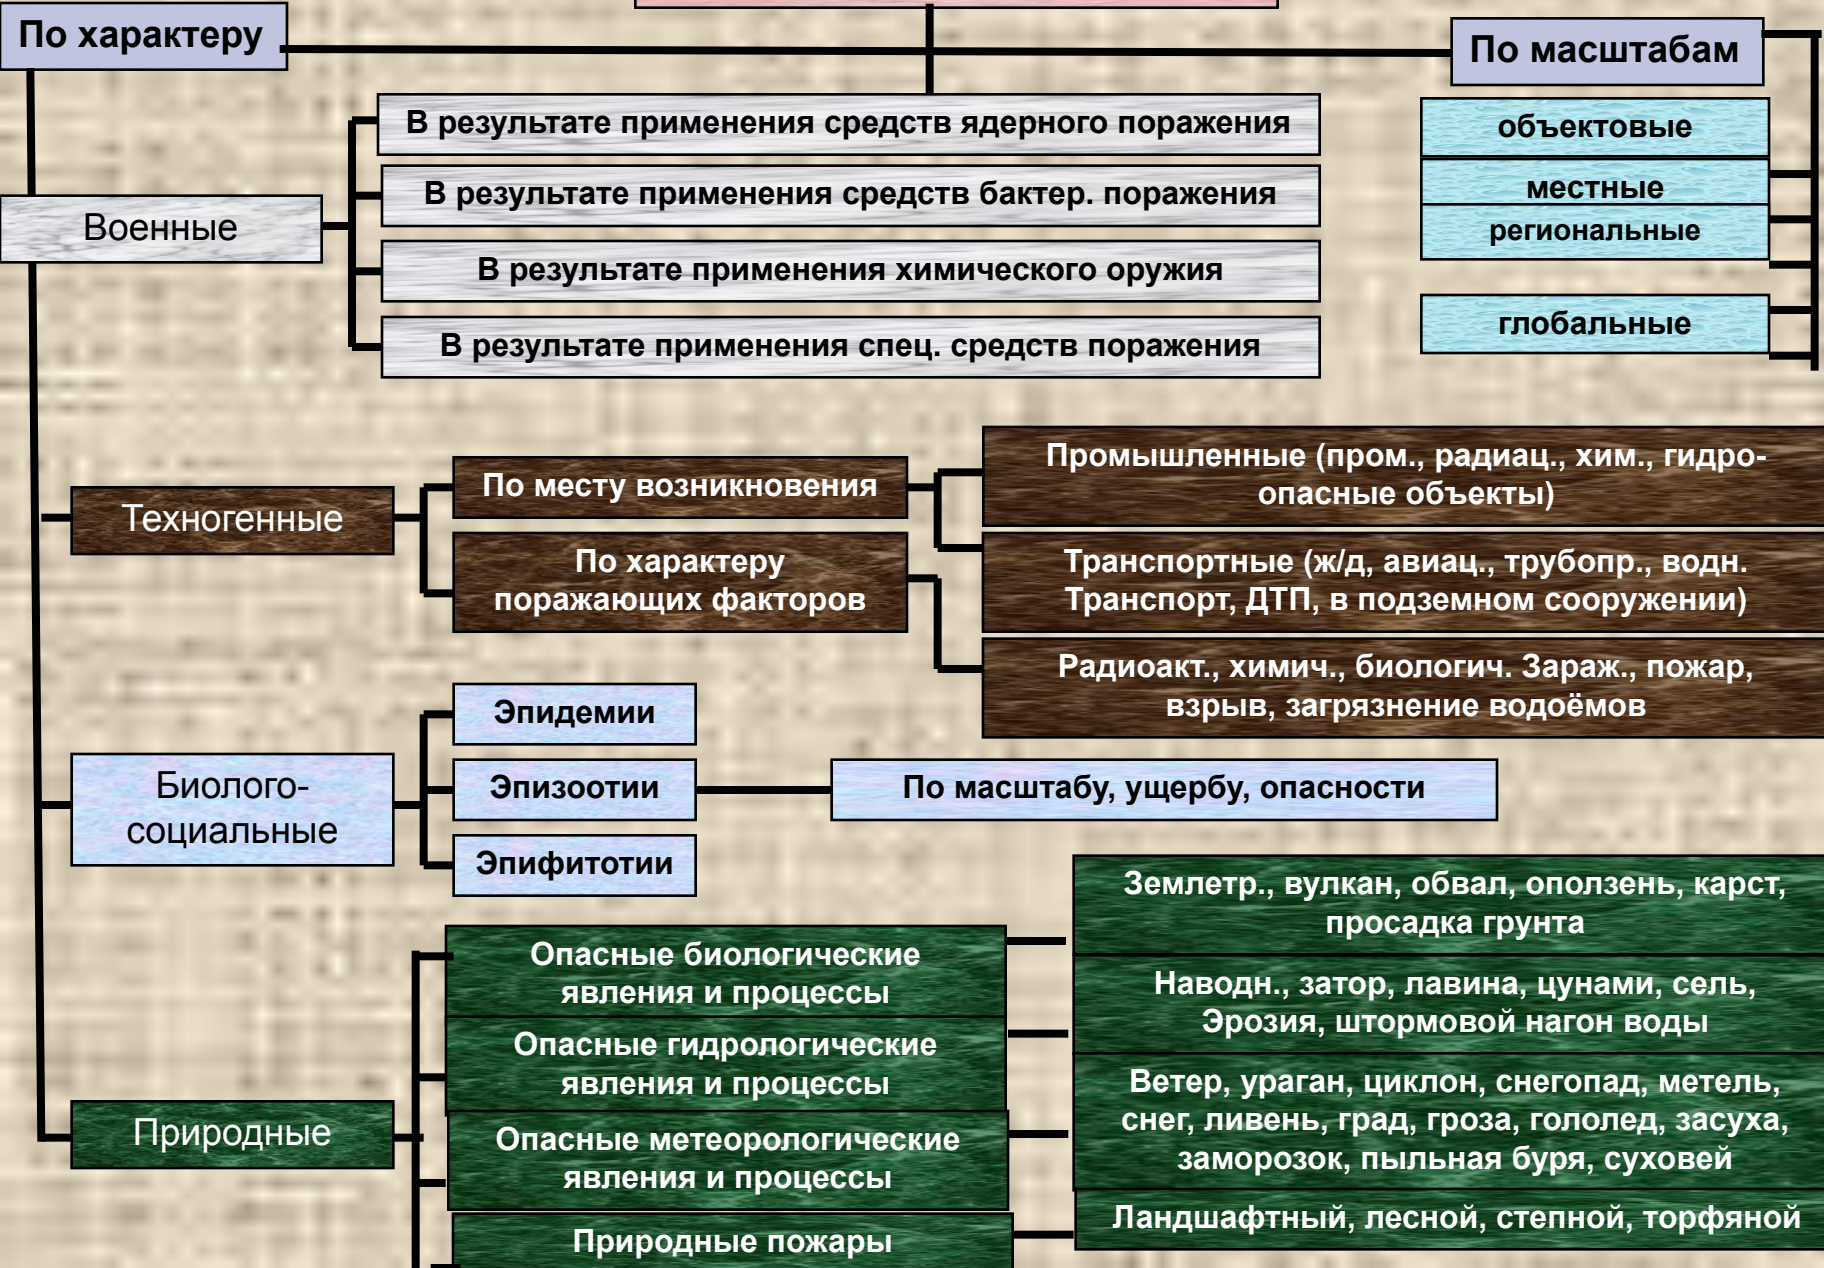 По характеру
По масштабам
В результате применения средств ядерного поражения
В результате применения средств бактер. поражения
Военные
В результате применения химического оружия
В результате применения спец. средств поражения
объектовые
местные
региональные
глобальные
Техногенные
По месту возникновения
По характеру
поражающих факторов
Промышленные (пром., радиац., хим., гидро-
опасные объекты)
Транспортные (ж/д, авиац., трубопр., водн.
Транспорт, ДТП, в подземном сооружении)
Радиоакт., химич., биологич. Зараж., пожар,
взрыв, загрязнение водоёмов
Биолого-
социальные
Эпидемии
Эпизоотии
Эпифитотии
По масштабу, ущербу, опасности
Природные
Опасные биологические
явления и процессы
Землетр., вулкан, обвал, оползень, карст,
просадка грунта
Опасные гидрологические
явления и процессы
Наводн., затор, лавина, цунами, сель,
Эрозия, штормовой нагон воды
Опасные метеорологические
явления и процессы
Ветер, ураган, циклон, снегопад, метель,
снег, ливень, град, гроза, гололед, засуха,
заморозок, пыльная буря, суховей
Природные пожары
Ландшафтный, лесной, степной, торфяной